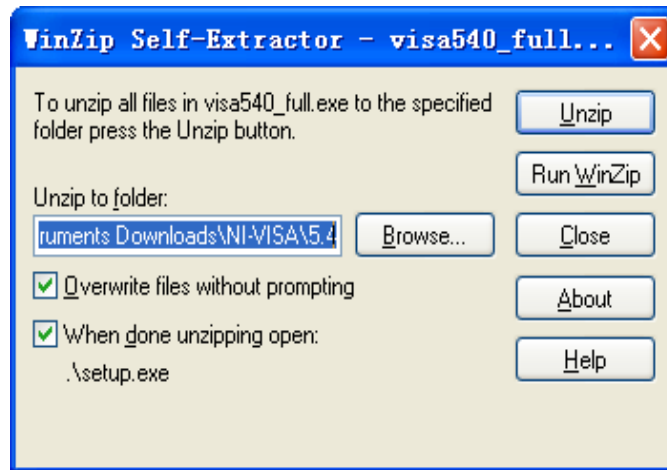 WinZip Self-Extractor - visa540_full...
To unzip all files in visa540_full.exe to the specified
folder press the Unzip button.
Unzip
Run WinZip
Unzip to folder:
ruments Downloads\NI-VISA\5.4
Browse...
Close
Overwrite files without prompting
About
When done unzipping open:
.\setup.exe
Help